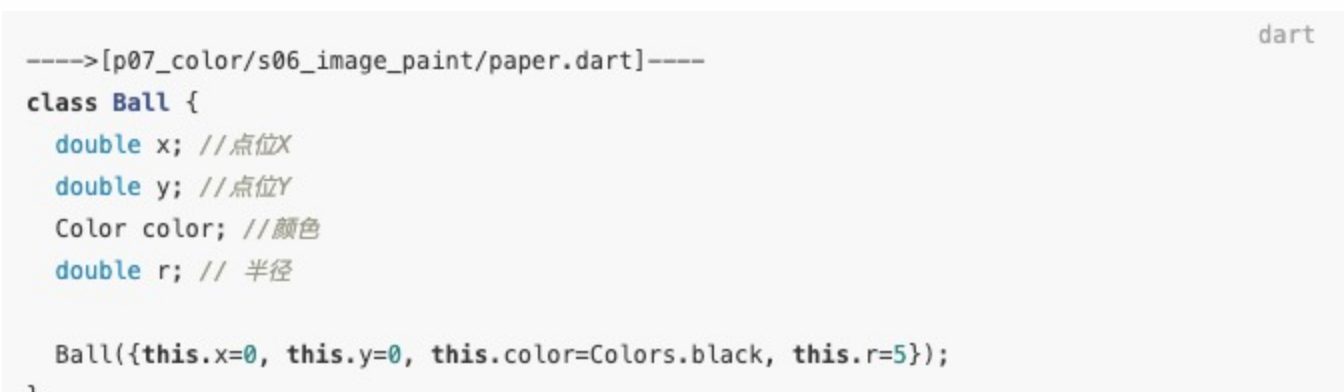 dart
---->[p07_color/s06_image_paint/paper.dart]----
class Ball {
  double x; //点位X
  double y; //点位Y
  Color color; //颜色
  double r; // 半径

  Ball({this.x=0, this.y=0, this.color=Colors.black, this.r=5});
}